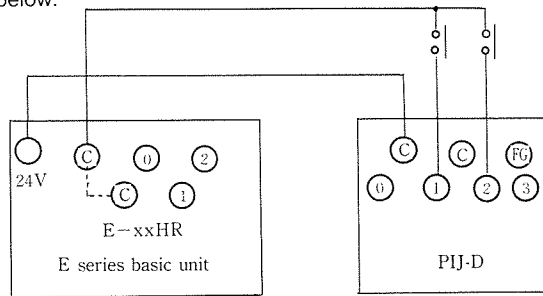 below.
24V
C
0
2
C
1
E-xxHR
E series basic unit
C
C
FG
0
1
2
3
PIJ-D